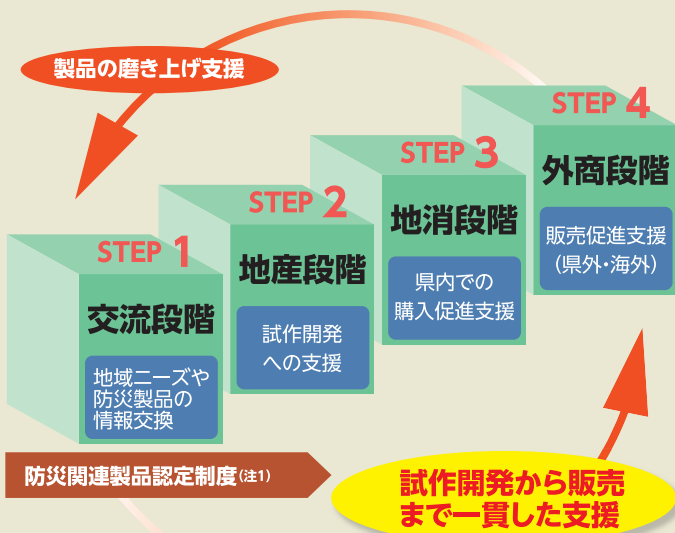 製品の磨き上げ支援
STEP 1
交流段階
地域ニーズや
防災製品の
情報交換
STEP 2
地産段階
試作開発
への支援
STEP 3
地消段階
県内での
購入促進支援
STEP 4
外商段階
販売促進支援
（県外・海外）
防災関連製品認定制度(注1)
試作開発から販売
まで一貫した支援